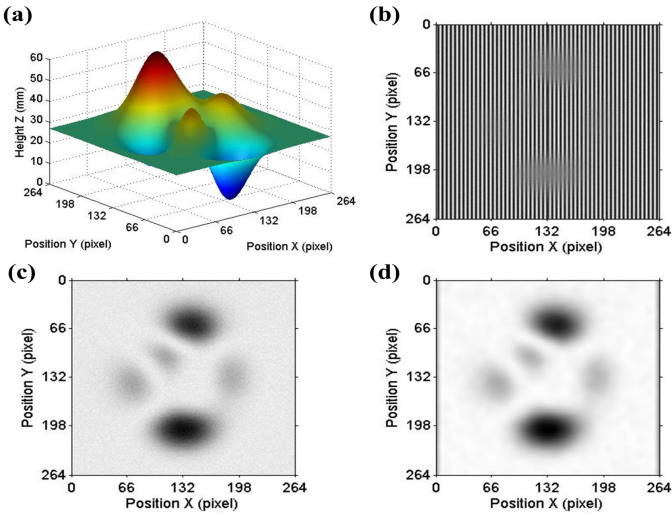 (a)
60
50
40
30
20
10
0
Height Z (mm)
264
198
132
66
0
Position Y (pixel)
0
66
132
198
264
Position X (pixel)
(b)
0
66
132
198
264
Position Y (pixel)
0 66 132 198 264
Position X (pixel)
(c)
0
66
132
198
264
Position Y (pixel)
0 66 132 198 264
Position X (pixel)
(d)
0
66
132
198
264
Position Y (pixel)
0 66 132 198 264
Position X (pixel)